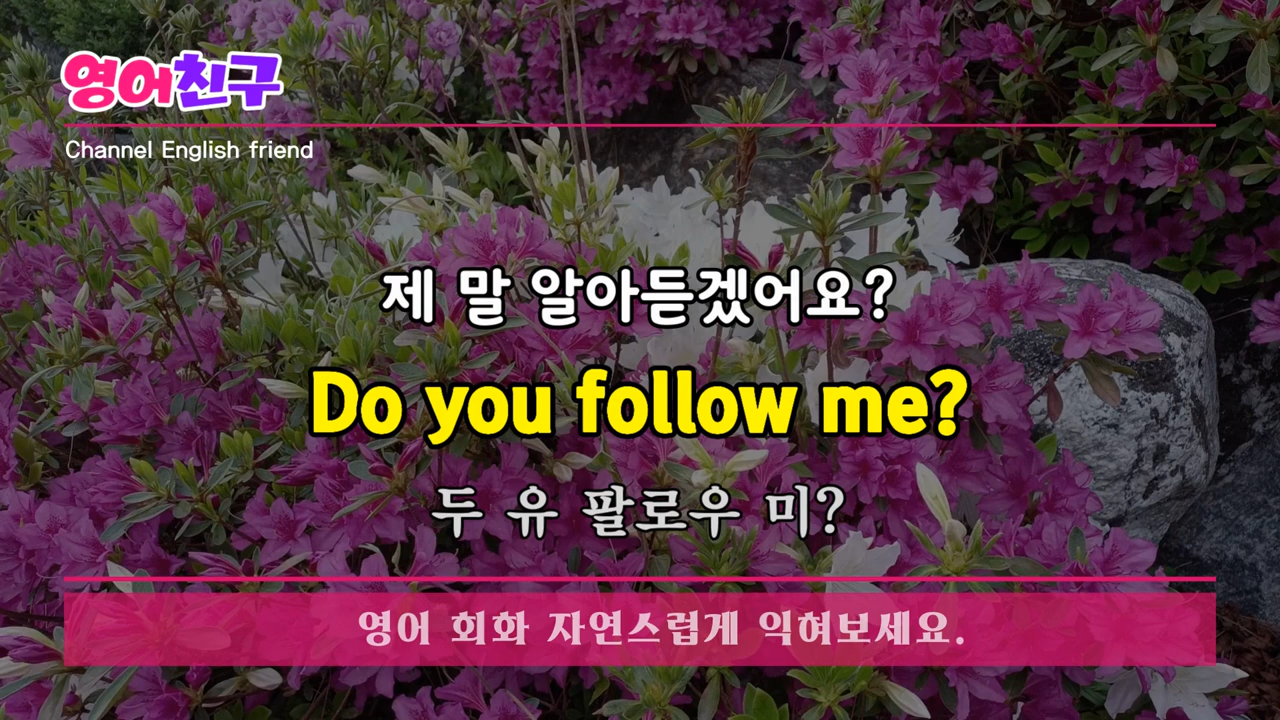 영어친구
Channel English friend
제 말 알아듣겠어요?
Do you follow me?
두 유 팔로우 미?
영어 회화 자연스럽게 익혀보세요.